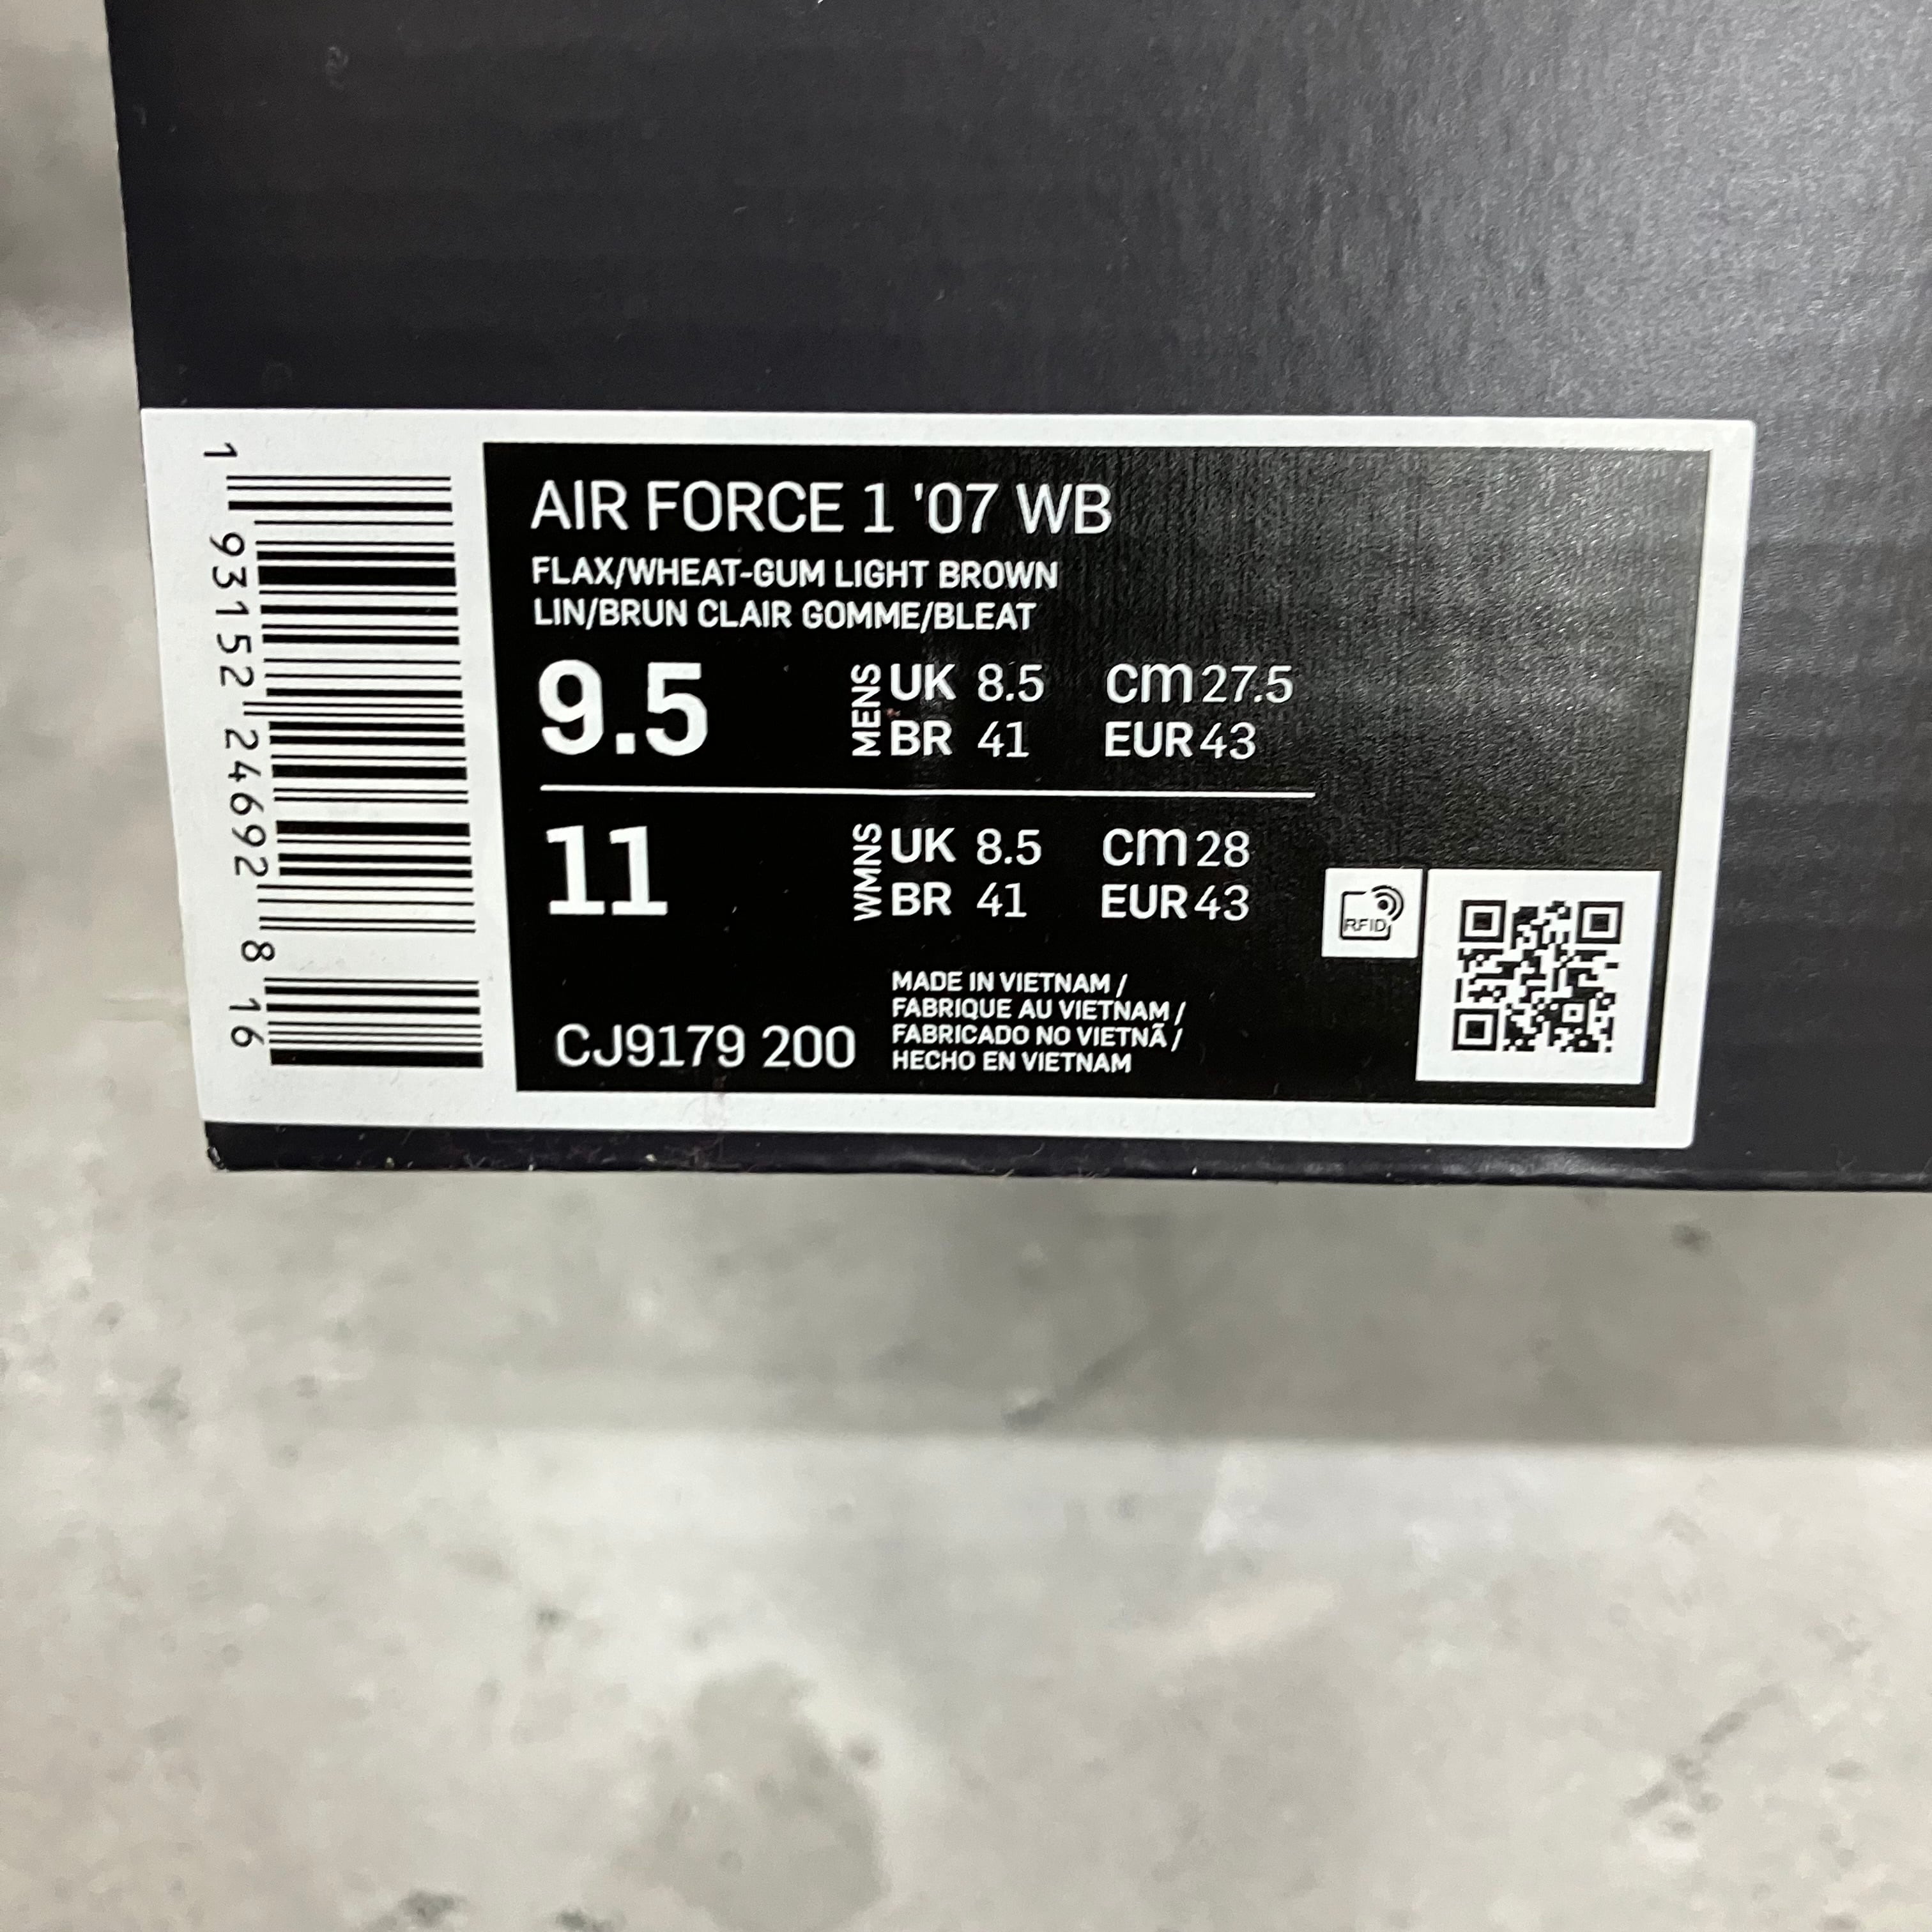 AIR FORCE 1 '07 WB
FLAX/WHEAT-GUM LIGHT BROWN
LIN/BRUN CLAIR GOMME/BLEAT
9.5 MENS UK 8.5 cm 27.5
BR 41 EUR 43
11 WMNS UK 8.5 cm 28
BR 41 EUR 43
CJ9179 200
MADE IN VIETNAM /
FABRIQUE AU VIETNAM /
FABRICADO NO VIETNÃ /
HECHO EN VIETNAM
RFID
1 93152 24692 8 16